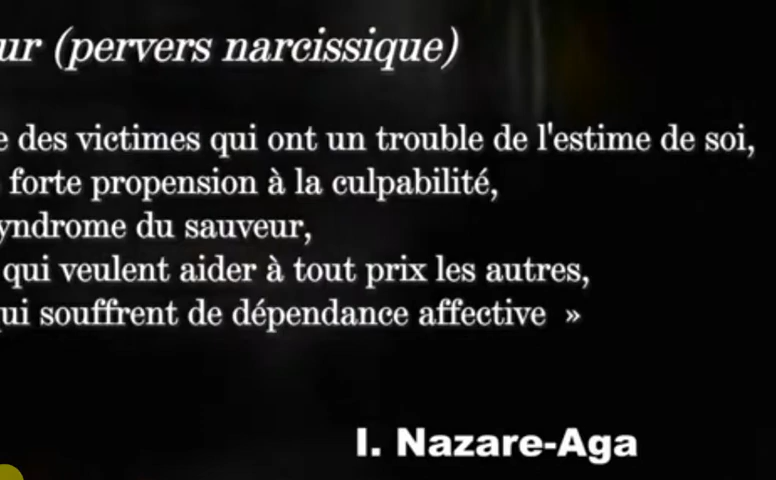 ur (pervers narcissique)
e des victimes qui ont un trouble de l'estime de soi,
forte propension à la culpabilité,
yndrome du sauveur,
qui veulent aider à tout prix les autres,
ui souffrent de dépendance affective »
I. Nazare-Aga